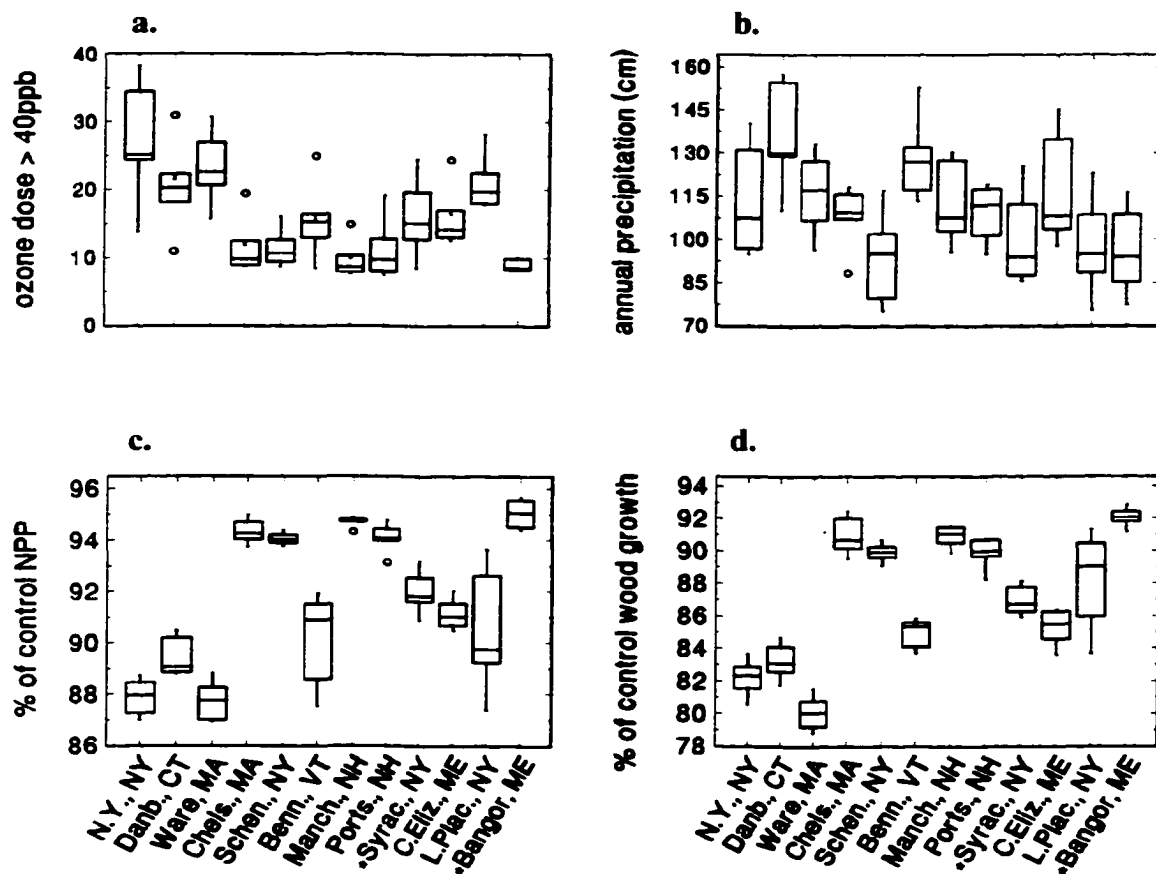 a.
ozone dose > 40ppb
40
30
20
10
0
b.
annual precipitation (cm)
160
145
130
115
100
85
70
c.
% of control NPP
96
94
92
90
88
86
N.Y., NY
Danb., CT
Ware, MA
Chels., MA
Schen., NY
Benn., VT
Manch., NH
Ports., NH
*Syrac., NY
C.Eliz., ME
L.Plac., NY
*Bangor, ME
d.
% of control wood growth
94
92
90
88
86
84
82
80
78
N.Y., NY
Danb., CT
Ware, MA
Chels., MA
Schen., NY
Benn., VT
Manch., NH
Ports., NH
*Syrac., NY
C.Eliz., ME
L.Plac., NY
*Bangor, ME